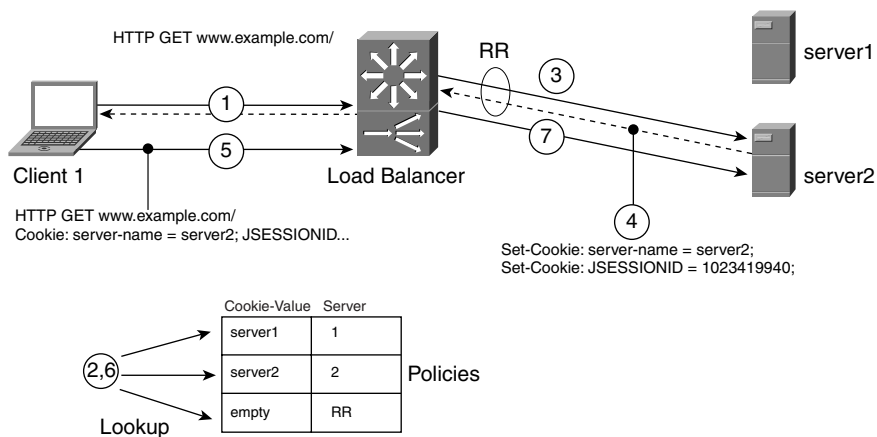 HTTP GET www.example.com/
RR
3
server1
1
7
5
Client 1
Load Balancer
server2
HTTP GET www.example.com/
Cookie: server-name = server2; JSESSIONID...
4
Set-Cookie: server-name = server2;
Set-Cookie: JSESSIONID = 1023419940;
Cookie-Value Server
server1 1
2,6
server2 2
Policies
empty RR
Lookup